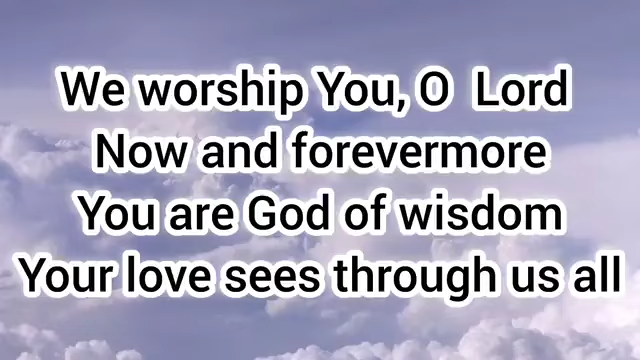 We worship You, O Lord
Now and forevermore
You are God of wisdom
Your love sees through us all